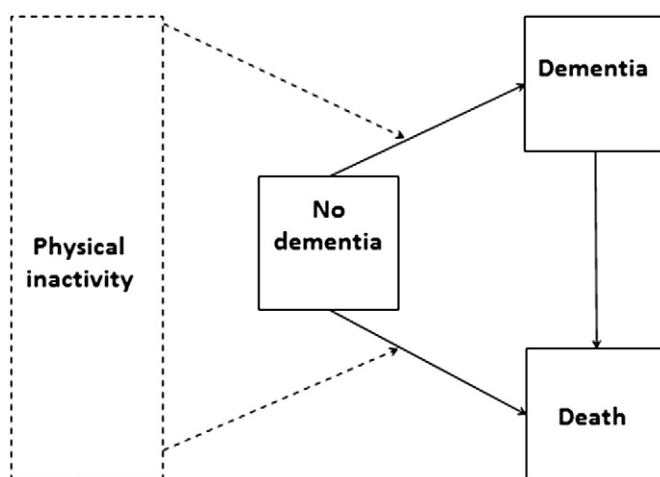 Dementia
No
dementia
Physical
inactivity
Death